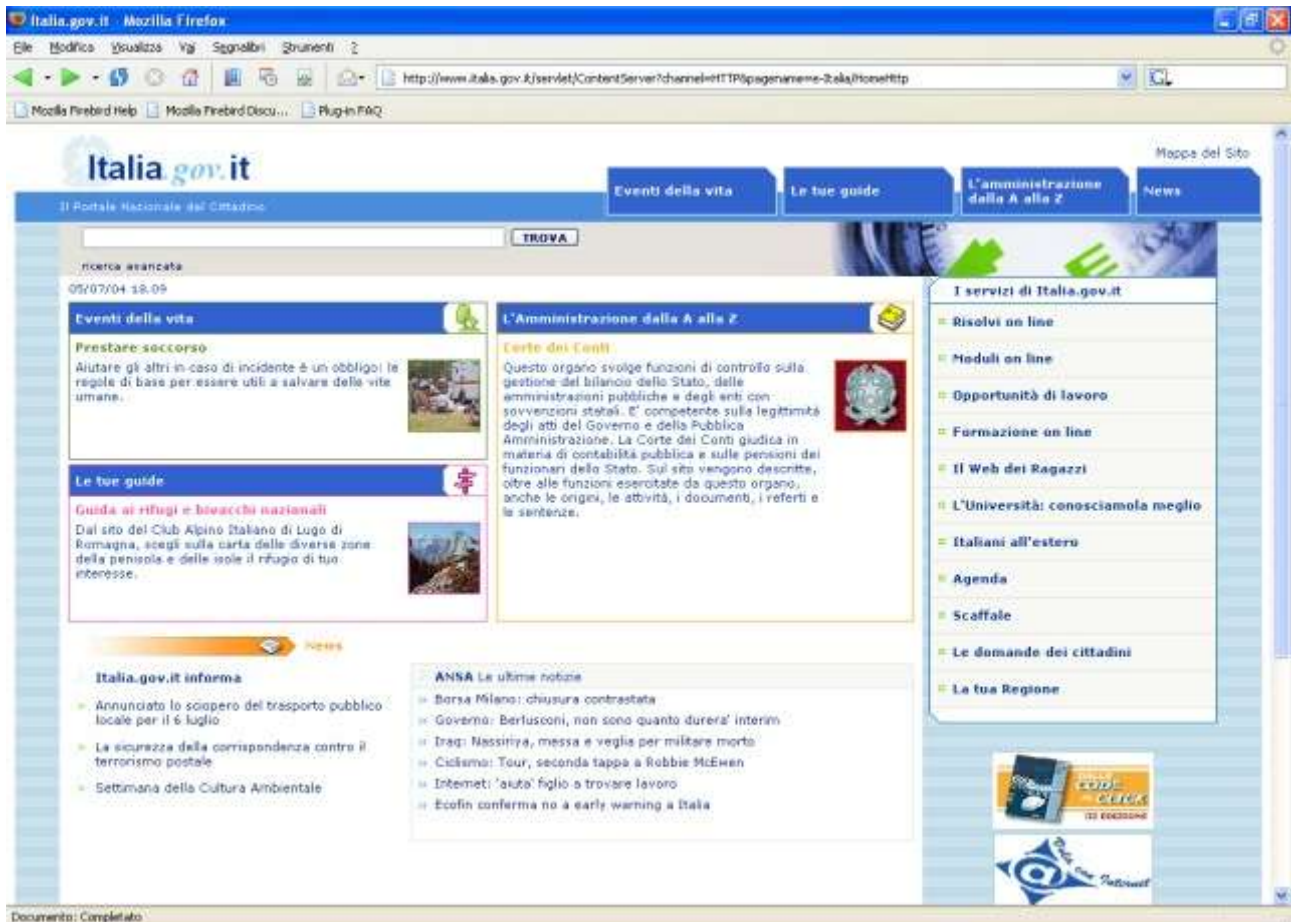 Italia.gov.it - Mozilla Firefox
File Modifica Visualizza Vai Segnalibri Strumenti ?
http://www.italia.gov.it/servlet/ContentServer?channel=HTTP&pagename=e-Italia/HomeHttp
Mozilla Firebird Help Mozilla Firebird Discu... Plug-in FAQ
Italia.gov.it
Mappa del Sito
Il Portale Nazionale del Cittadino
Eventi della vita
Le tue guide
L'amministrazione
dalla A alla Z
News
TROVA
ricerca avanzata
05/07/04 18.09
Eventi della vita
Prestare soccorso
Aiutare gli altri in caso di incidente è un obbligo: le
regole di base per essere utili a salvare delle vite
umane.
Le tue guide
Guida ai rifugi e bivacchi nazionali
Dal sito del Club Alpino Italiano di Lugo di
Romagna, scegli sulla carta delle diverse zone
della penisola e delle isole il rifugio di tuo
interesse.
L'Amministrazione dalla A alla Z
Corte dei Conti
Questo organo svolge funzioni di controllo sulla
gestione del bilancio dello Stato, delle
amministrazioni pubbliche e degli enti con
sovvenzioni statali. E' competente sulla legittimità
degli atti del Governo e della Pubblica
Amministrazione. La Corte dei Conti giudica in
materia di contabilità pubblica e sulle pensioni dei
funzionari dello Stato. Sul sito vengono descritte,
oltre alle funzioni esercitate da questo organo,
anche le origini, le attività, i documenti, i referti e
le sentenze.
I servizi di Italia.gov.it
Risolvi on line
Moduli on line
Opportunità di lavoro
Formazione on line
Il Web dei Ragazzi
L'Università: conosciamola meglio
Italiani all'estero
Agenda
Scaffale
Le domande dei cittadini
La tua Regione
News
Italia.gov.it informa
Annunciato lo sciopero del trasporto pubblico
locale per il 6 luglio
La sicurezza della corrispondenza contro il
terrorismo postale
Settimana della Cultura Ambientale
ANSA Le ultime notizie
Borsa Milano: chiusura contrastata
Governo: Berlusconi, non sono quanto durera' interim
Iraq: Nassiriya, messa e veglia per militare morto
Ciclismo: Tour, seconda tappa a Robbie McEwen
Internet: 'aiuta' figlio a trovare lavoro
Ecofin conferma no a early warning a Italia
DALLE
CODE
AL CLICK
III EDIZIONE
Vola con Internet
Documento: Completato